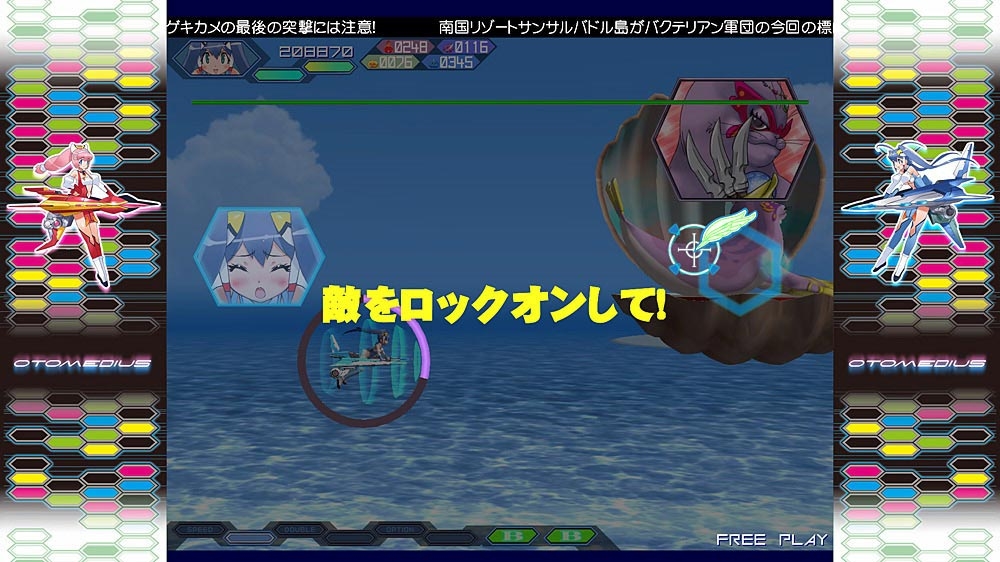 ゲキカメの最後の突撃には注意! 南国リゾートサンサルバドル島がバクテリアン軍団の今回の標
208870
0248 0116
0076 0345
敵をロックオンして!
OTOMEDIUS
OTOMEDIUS
SPEED DOUBLE OPTION
B B
FREE PLAY